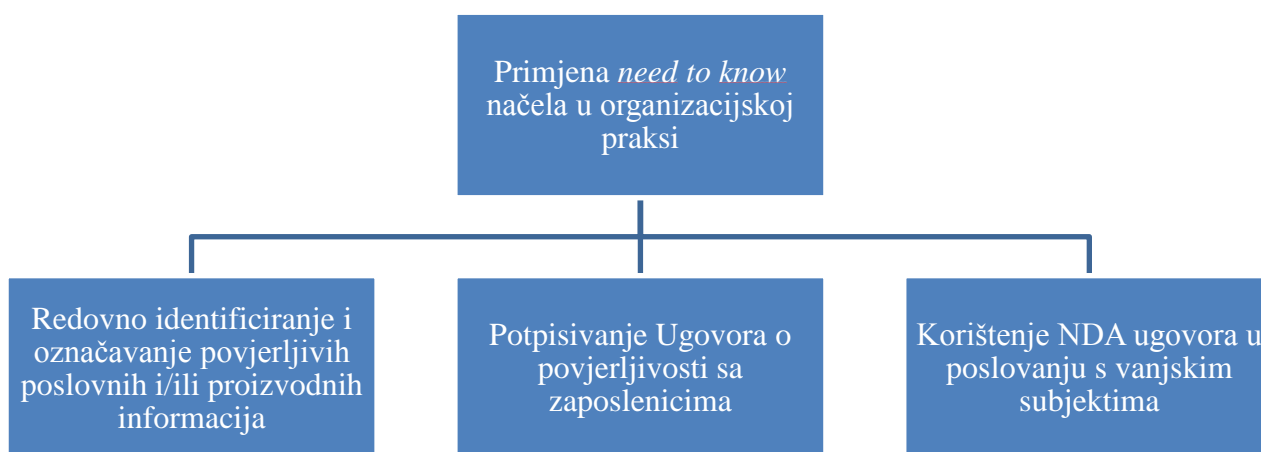 Primjena need to know
načela u organizacijskoj
praksi
Redovno identificiranje i
označavanje povjerljivih
poslovnih i/ili proizvodnih
informacija
Potpisivanje Ugovora o
povjerljivosti sa
zaposlenicima
Korištenje NDA ugovora u
poslovanju s vanjskim
subjektima